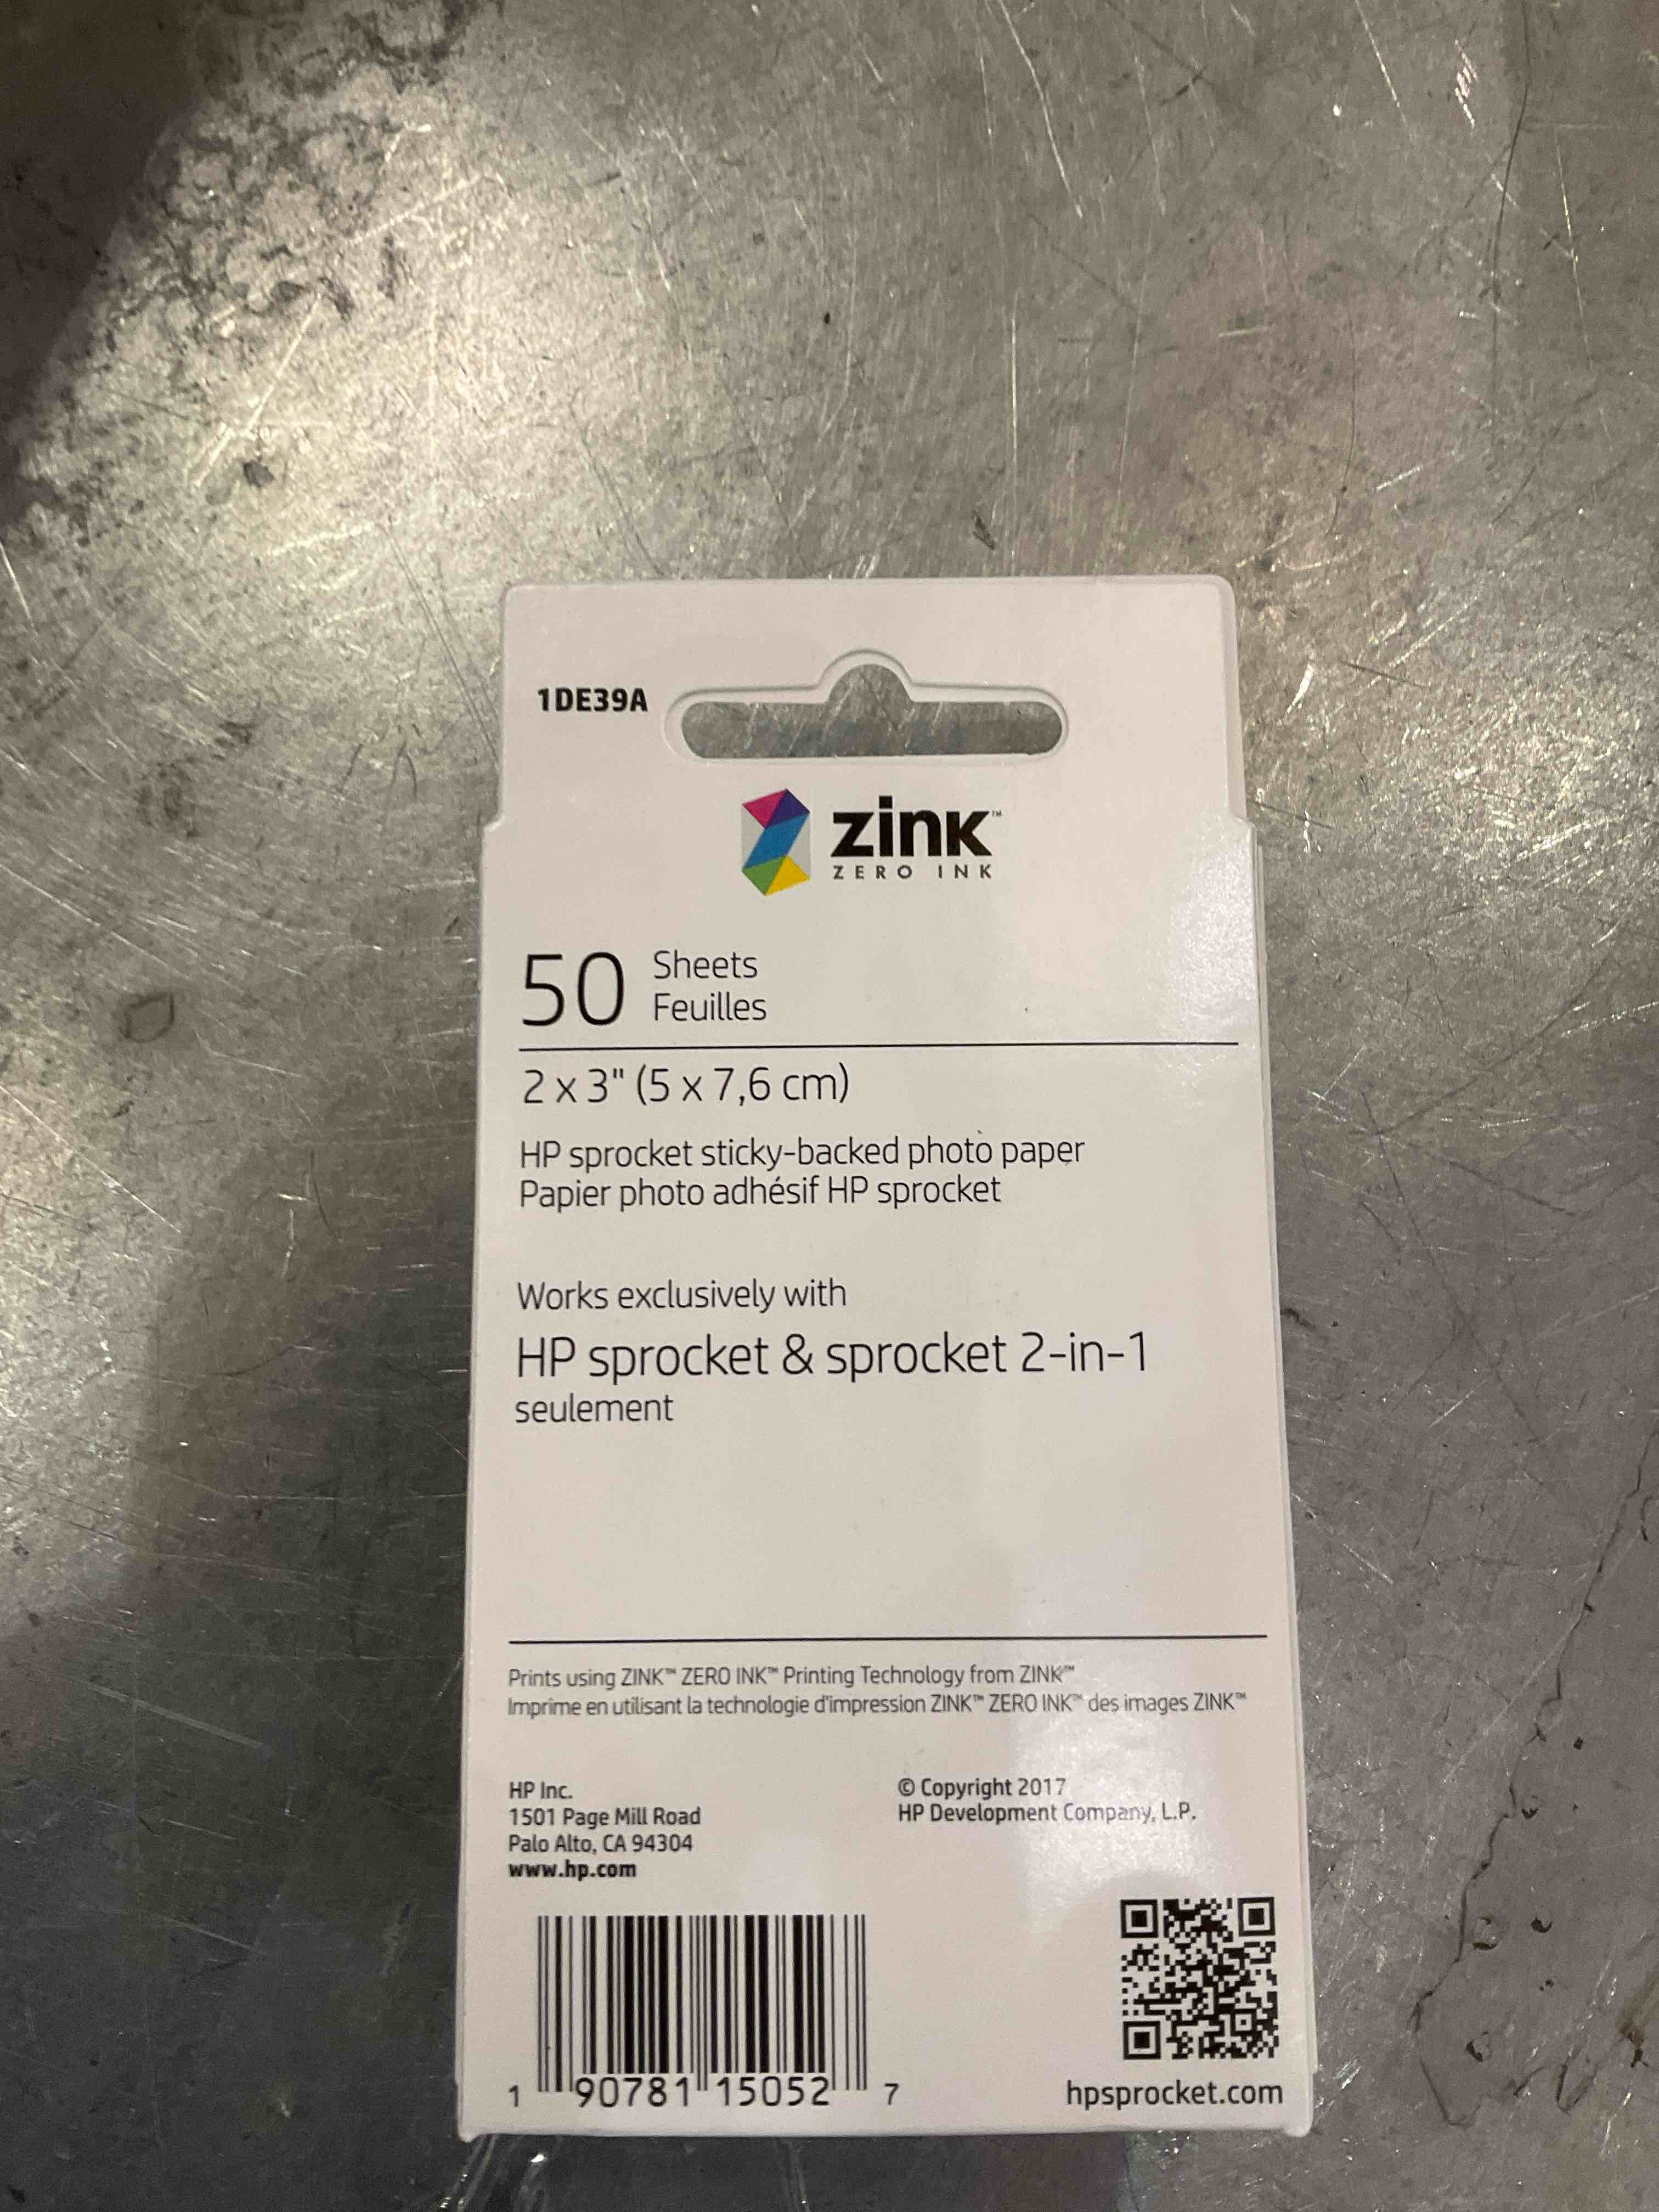 1DE39A
zink™
ZERO INK
50 Sheets
Feuilles
2 x 3" (5 x 7,6 cm)
HP sprocket sticky-backed photo paper
Papier photo adhésif HP sprocket
Works exclusively with
HP sprocket & sprocket 2-in-1
seulement
Prints using ZINK™ ZERO INK™ Printing Technology from ZINK™
Imprime en utilisant la technologie d'impression ZINK™ ZERO INK™ des images ZINK™
HP Inc.
1501 Page Mill Road
Palo Alto, CA 94304
www.hp.com
© Copyright 2017
HP Development Company, L.P.
1 90781 15052 7
hpsprocket.com